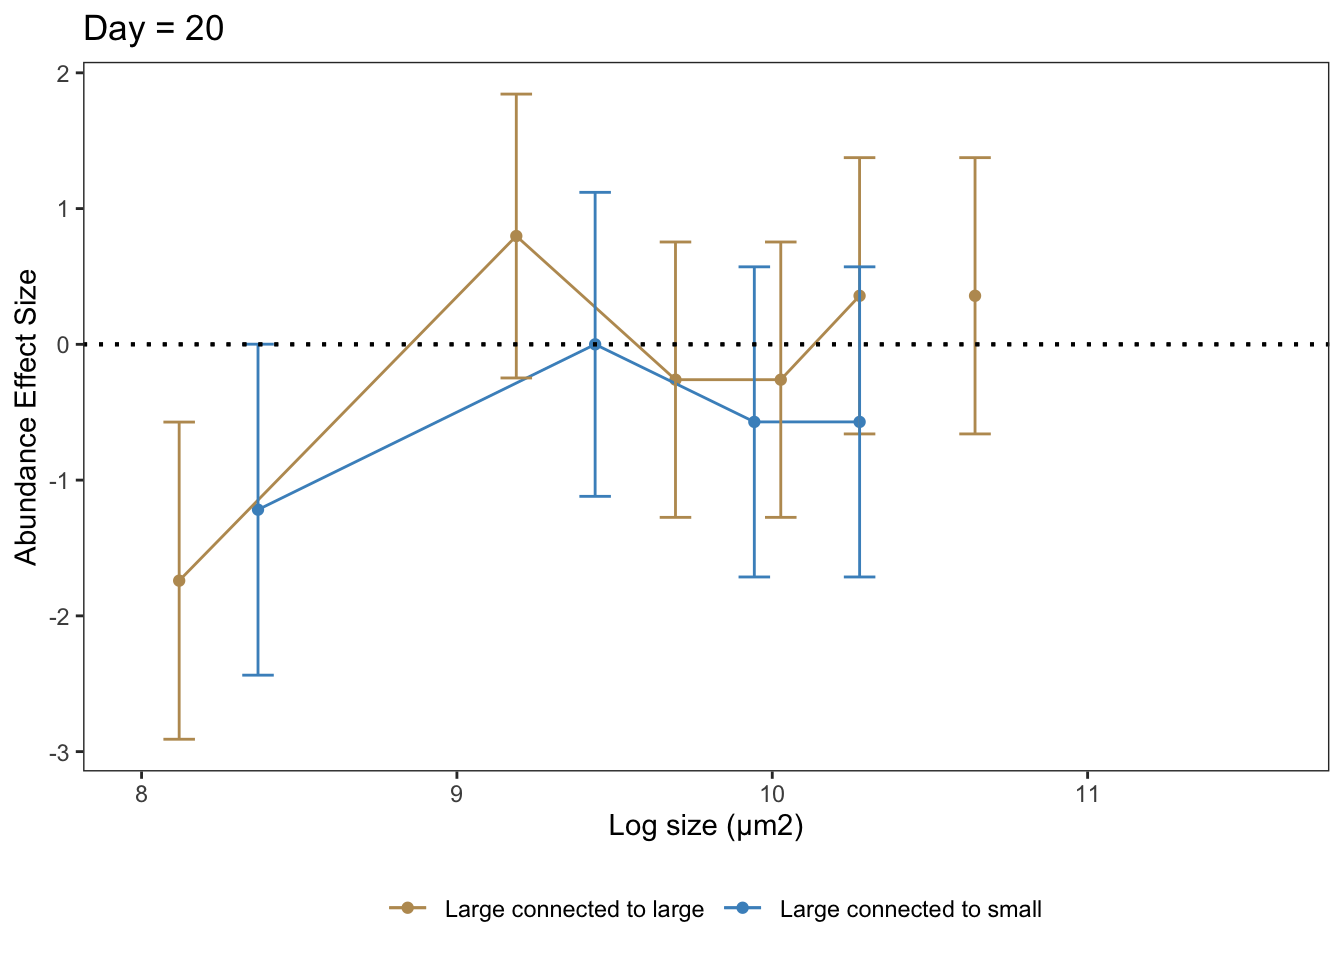 Day = 20
Abundance Effect Size
2
1
0
-1
-2
-3
8 9 10 11
Log size (μm2)
Large connected to large Large connected to small